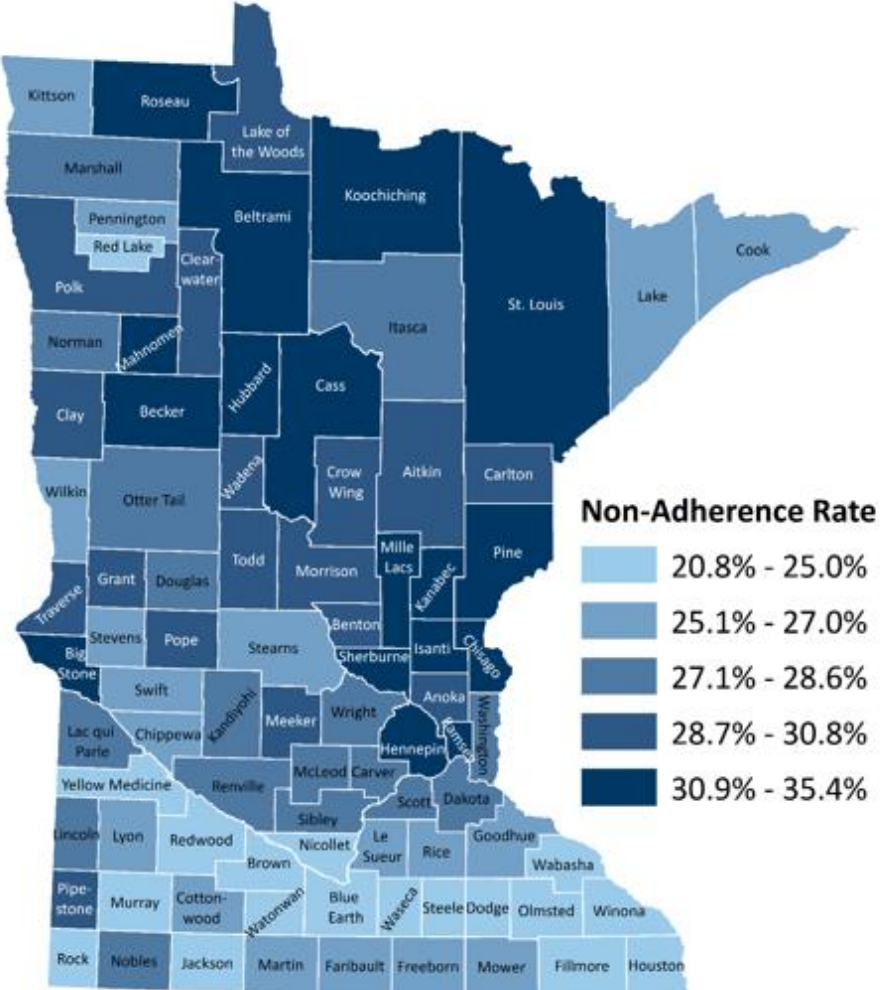 Kittson
Roseau
Lake of
the Woods
Marshall
Koochiching
Pennington
Beltrami
Red Lake
Clear-
water
Cook
Polk
Lake
St. Louis
Itasca
Norman
Mahnomen
Hubbard
Cass
Clay
Becker
Wadena
Crow
Wing
Aitkin
Carlton
Wilkin
Otter Tail
Non-Adherence Rate
20.8% - 25.0%
25.1% - 27.0%
27.1% - 28.6%
28.7% - 30.8%
30.9% - 35.4%
Mille
Lacs
Pine
Todd
Morrison
Grant
Douglas
Kanabec
Traverse
Benton
Stevens
Pope
Stearns
Isanti
Chisago
Big
Stone
Sherburne
Swift
Anoka
Kandiyohi
Meeker
Wright
Washington
Lac qui
Parle
Chippewa
Ramsey
Hennepin
McLeod
Carver
Yellow Medicine
Renville
Scott
Dakota
Sibley
Lincoln
Lyon
Redwood
Nicollet
Le
Sueur
Rice
Goodhue
Brown
Wabasha
Pipe-
stone
Murray
Cotton-
wood
Watonwan
Blue
Earth
Waseca
Steele
Dodge
Olmsted
Winona
Rock
Nobles
Jackson
Martin
Faribault
Freeborn
Mower
Fillmore
Houston